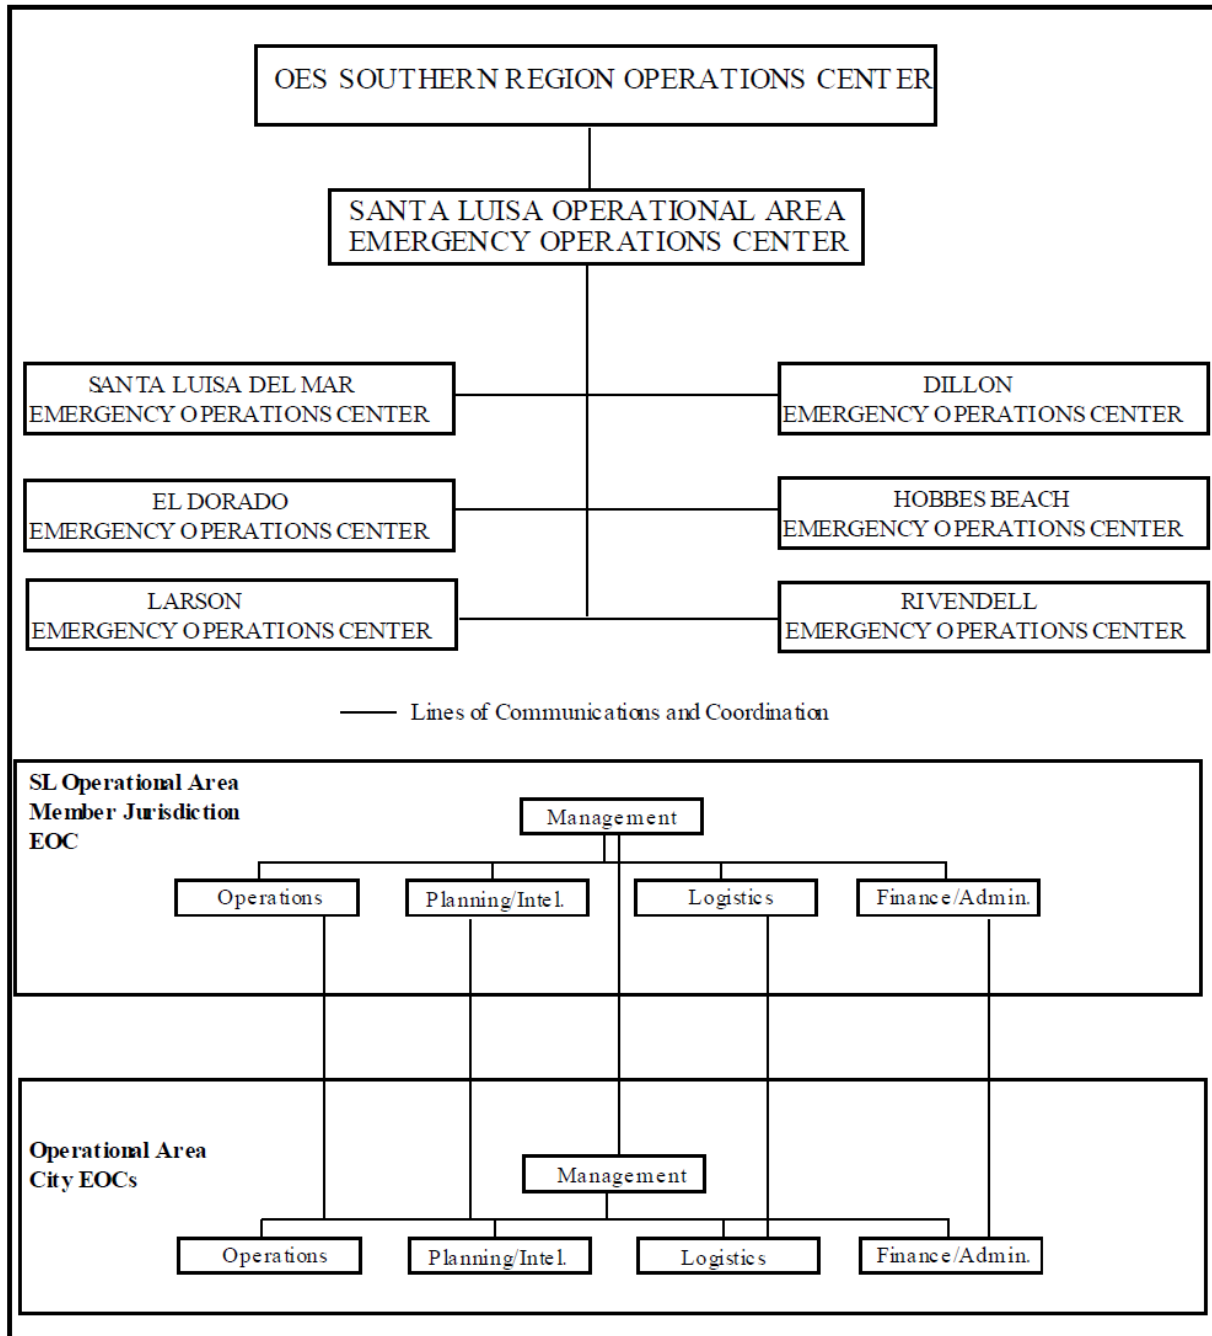 OES SOUTHERN REGION OPERATIONS CENTER
SANTA LUISA OPERATIONAL AREA
EMERGENCY OPERATIONS CENTER
SANTA LUISA DEL MAR
EMERGENCY OPERATIONS CENTER
DILLON
EMERGENCY OPERATIONS CENTER
EL DORADO
EMERGENCY OPERATIONS CENTER
HOBBES BEACH
EMERGENCY OPERATIONS CENTER
LARSON
EMERGENCY OPERATIONS CENTER
RIVENDELL
EMERGENCY OPERATIONS CENTER
Lines of Communications and Coordination
SL Operational Area
Member Jurisdiction
EOC
Management
Operations
Planning/Intel.
Logistics
Finance/Admin.
Operational Area
City EOCs
Management
Operations
Planning/Intel.
Logistics
Finance/Admin.